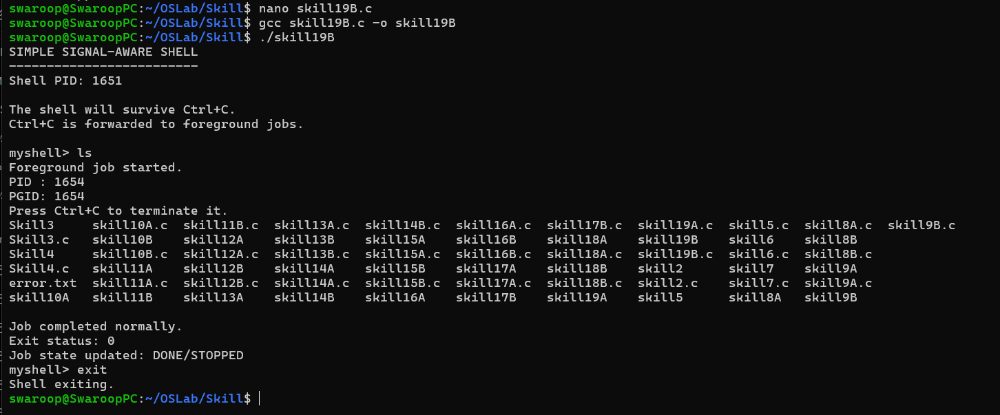 swaroop@SwaroopPC:~/OSLab/Skill$ nano skill19B.c
swaroop@SwaroopPC:~/OSLab/Skill$ gcc skill19B.c -o skill19B
swaroop@SwaroopPC:~/OSLab/Skill$ ./skill19B
SIMPLE SIGNAL-AWARE SHELL
-------------------------
Shell PID: 1651
The shell will survive Ctrl+C.
Ctrl+C is forwarded to foreground jobs.
myshell> ls
Foreground job started.
PID : 1654
PGID: 1654
Press Ctrl+C to terminate it.
Skill3     skill10A.c  skill11B.c  skill13A.c  skill14B.c  skill16A.c  skill17B.c  skill19A.c  skill5.c  skill8A.c  skill9B.c
Skill3.c   skill10B    skill12A    skill13B    skill15A    skill16B    skill18A    skill19B    skill6    skill8B
Skill4     skill10B.c  skill12A.c  skill13B.c  skill15A.c  skill16B.c  skill18A.c  skill19B.c  skill6.c  skill8B.c
Skill4.c   skill11A    skill12B    skill14A    skill15B    skill17A    skill18B    skill2      skill7    skill9A
error.txt  skill11A.c  skill12B.c  skill14A.c  skill15B.c  skill17A.c  skill18B.c  skill2.c    skill7.c  skill9A.c
skill10A   skill11B    skill13A    skill14B    skill16A    skill17B    skill19A    skill5      skill8A   skill9B
Job completed normally.
Exit status: 0
Job state updated: DONE/STOPPED
myshell> exit
Shell exiting.
swaroop@SwaroopPC:~/OSLab/Skill$